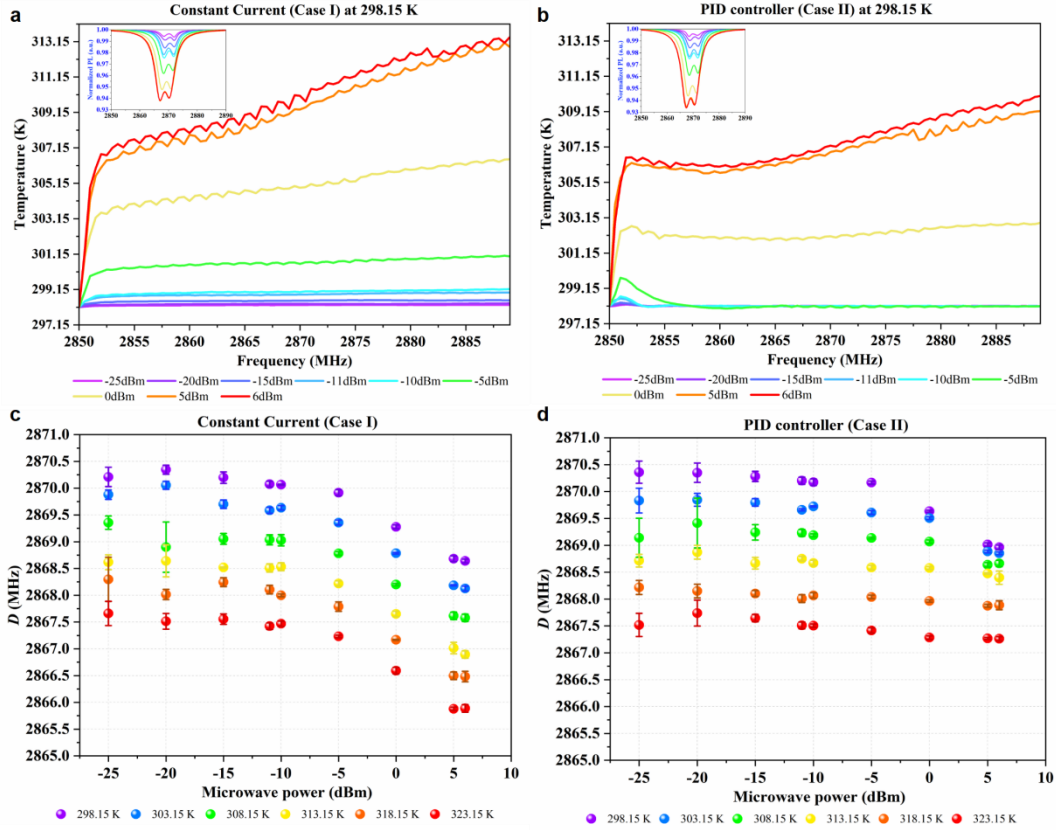 a
Constant Current (Case I) at 298.15 K
313.15
311.15
309.15
307.15
305.15
303.15
301.15
299.15
297.15
Temperature (K)
1.00
0.99
0.98
0.97
0.96
0.95
0.94
0.93
Normalized PL (a.u.)
2850 2860 2870 2880 2890
2850 2855 2860 2865 2870 2875 2880 2885
Frequency (MHz)
-25dBm -20dBm -15dBm -11dBm -10dBm -5dBm
0dBm 5dBm 6dBm
b
PID controller (Case II) at 298.15 K
313.15
311.15
309.15
307.15
305.15
303.15
301.15
299.15
297.15
Temperature (K)
1.00
0.99
0.98
0.97
0.96
0.95
0.94
0.93
Normalized PL (a.u.)
2850 2860 2870 2880 2890
2850 2855 2860 2865 2870 2875 2880 2885
Frequency (MHz)
-25dBm -20dBm -15dBm -11dBm -10dBm -5dBm
0dBm 5dBm 6dBm
c
Constant Current (Case I)
2871.0
2870.5
2870.0
2869.5
2869.0
2868.5
2868.0
2867.5
2867.0
2866.5
2866.0
2865.5
2865.0
D (MHz)
-25 -20 -15 -10 -5 0 5 10
Microwave power (dBm)
298.15 K 303.15 K 308.15 K 313.15 K 318.15 K 323.15 K
d
PID controller (Case II)
2871.0
2870.5
2870.0
2869.5
2869.0
2868.5
2868.0
2867.5
2867.0
2866.5
2866.0
2865.5
2865.0
D (MHz)
-25 -20 -15 -10 -5 0 5 10
Microwave power (dBm)
298.15 K 303.15 K 308.15 K 313.15 K 318.15 K 323.15 K